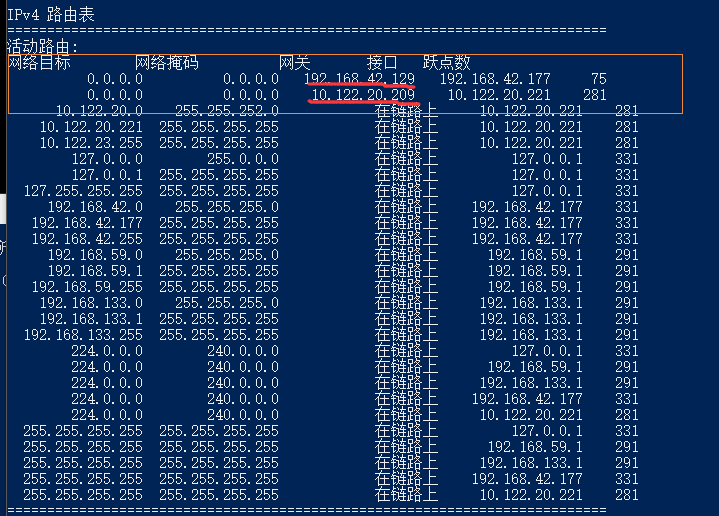 IPv4 路由表
===========================================================================
活动路由:
网络目标 网络掩码 网关 接口 跃点数
0.0.0.0 0.0.0.0 192.168.42.129 192.168.42.177 75
0.0.0.0 0.0.0.0 10.122.20.209 10.122.20.221 281
10.122.20.0 255.255.252.0 在链路上 10.122.20.221 281
10.122.20.221 255.255.255.255 在链路上 10.122.20.221 281
10.122.23.255 255.255.255.255 在链路上 10.122.20.221 281
127.0.0.0 255.0.0.0 在链路上 127.0.0.1 331
127.0.0.1 255.255.255.255 在链路上 127.0.0.1 331
127.255.255.255 255.255.255.255 在链路上 127.0.0.1 331
192.168.42.0 255.255.255.0 在链路上 192.168.42.177 331
192.168.42.177 255.255.255.255 在链路上 192.168.42.177 331
192.168.42.255 255.255.255.255 在链路上 192.168.42.177 331
192.168.59.0 255.255.255.0 在链路上 192.168.59.1 291
192.168.59.1 255.255.255.255 在链路上 192.168.59.1 291
192.168.59.255 255.255.255.255 在链路上 192.168.59.1 291
192.168.133.0 255.255.255.0 在链路上 192.168.133.1 291
192.168.133.1 255.255.255.255 在链路上 192.168.133.1 291
192.168.133.255 255.255.255.255 在链路上 192.168.133.1 291
224.0.0.0 240.0.0.0 在链路上 127.0.0.1 331
224.0.0.0 240.0.0.0 在链路上 192.168.59.1 291
224.0.0.0 240.0.0.0 在链路上 192.168.133.1 291
224.0.0.0 240.0.0.0 在链路上 192.168.42.177 331
224.0.0.0 240.0.0.0 在链路上 10.122.20.221 281
255.255.255.255 255.255.255.255 在链路上 127.0.0.1 331
255.255.255.255 255.255.255.255 在链路上 192.168.59.1 291
255.255.255.255 255.255.255.255 在链路上 192.168.133.1 291
255.255.255.255 255.255.255.255 在链路上 192.168.42.177 331
255.255.255.255 255.255.255.255 在链路上 10.122.20.221 281
===========================================================================